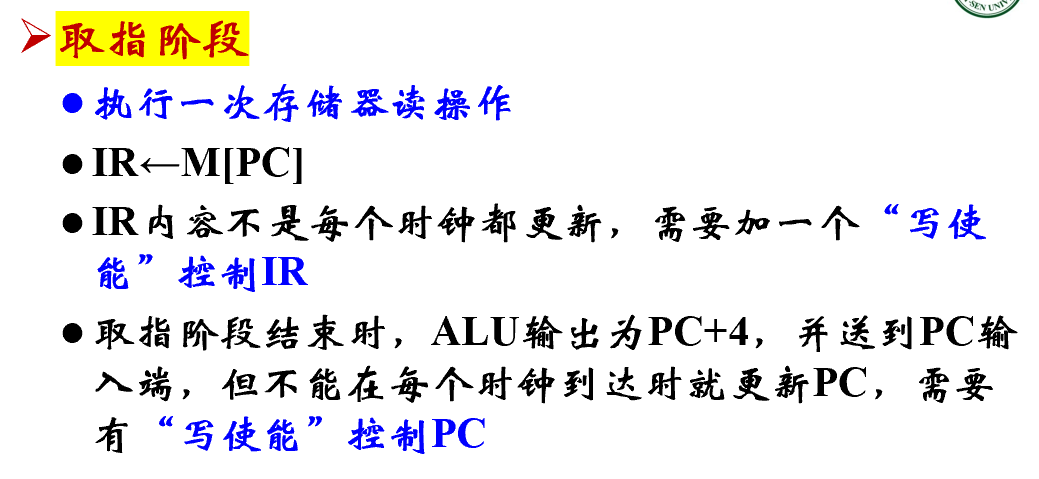 -SEN UNIV
➢取指阶段
●执行一次存储器读操作
●IR←M[PC]
●IR内容不是每个时钟都更新，需要加一个“写使
能”控制IR
●取指阶段结束时，ALU输出为PC+4，并送到PC输
入端，但不能在每个时钟到达时就更新PC，需要
有“写使能”控制PC